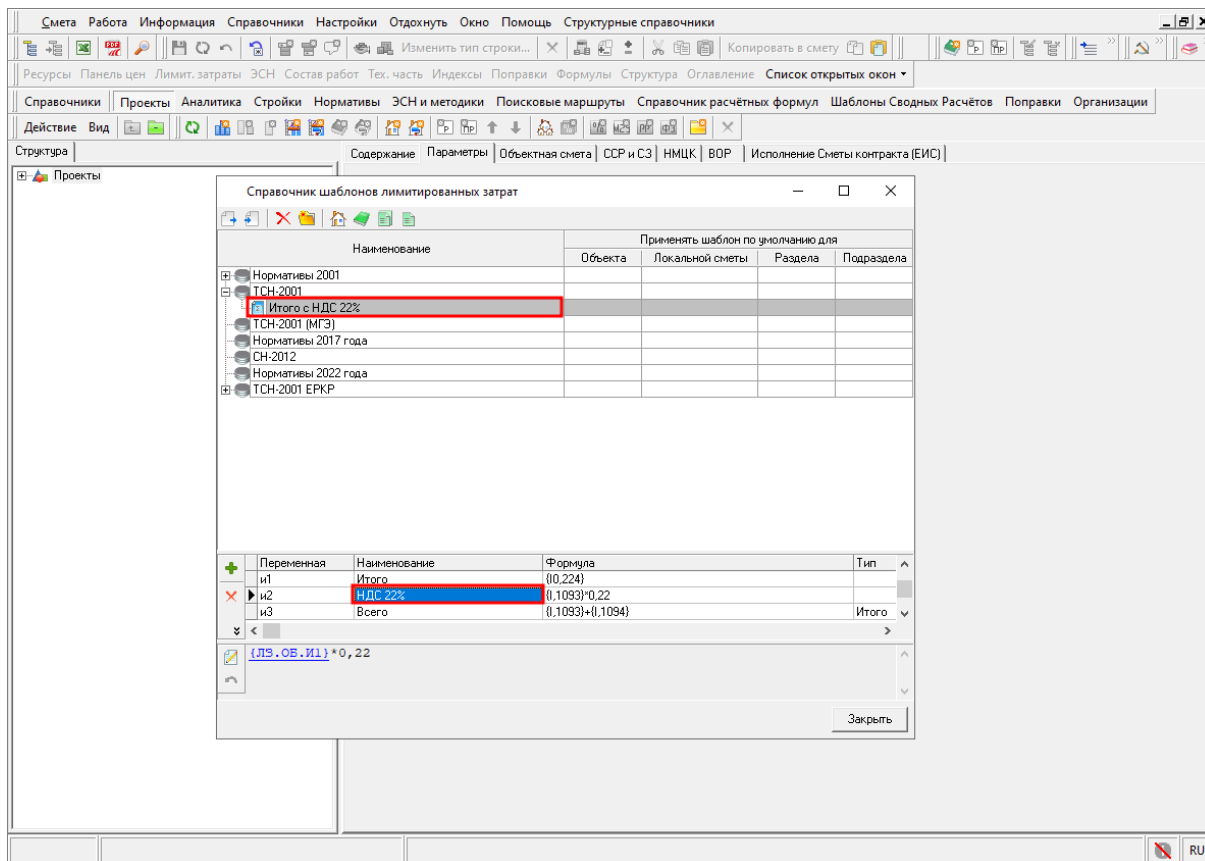 Смета Работа Информация Справочники Настройки Отдохнуть Окно Помощь Структурные справочники
Изменить тип строки... Копировать в смету
Ресурсы Панель цен Лимит. затраты ЭСН Состав работ Тех. часть Индексы Поправки Формулы Структура Оглавление Список открытых окон
Справочники Проекты Аналитика Стройки Нормативы ЭСН и методики Поисковые маршруты Справочник расчётных формул Шаблоны Сводных Расчётов Поправки Организации
Действие Вид
Структура Содержание Параметры Объектная смета ССР и СЗ НМЦК ВОР Исполнение Сметы контракта (ЕИС)
Проекты
Справочник шаблонов лимитированных затрат
Наименование Применять шаблон по умолчанию для
Объекта Локальной сметы Раздела Подраздела
Нормативы 2001
ТСН-2001
Итого с НДС 22%
ТСН-2001 (МГЭ)
Нормативы 2017 года
СН-2012
Нормативы 2022 года
ТСН-2001 ЕРКР
Переменная Наименование Формула Тип
и1 Итого {I0,224}
и2 НДС 22% {I,1093}*0,22
и3 Всего {I,1093}+{I,1094} Итого
{ЛЗ.ОБ.И1}*0,22
Закрыть
RU